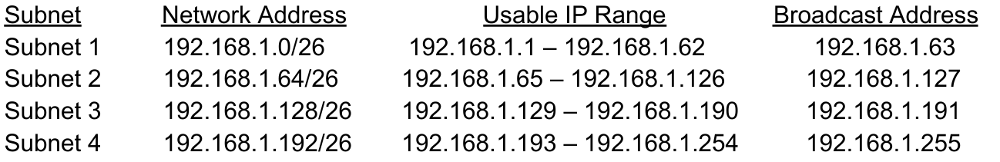 Subnet Network Address Usable IP Range Broadcast Address
Subnet 1 192.168.1.0/26 192.168.1.1 – 192.168.1.62 192.168.1.63
Subnet 2 192.168.1.64/26 192.168.1.65 – 192.168.1.126 192.168.1.127
Subnet 3 192.168.1.128/26 192.168.1.129 – 192.168.1.190 192.168.1.191
Subnet 4 192.168.1.192/26 192.168.1.193 – 192.168.1.254 192.168.1.255